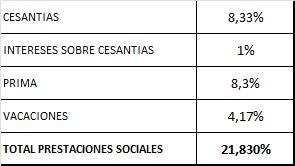 CESANTIAS 8,33%
INTERESES SOBRE CESANTIAS 1%
PRIMA 8,3%
VACACIONES 4,17%
TOTAL PRESTACIONES SOCIALES 21,830%